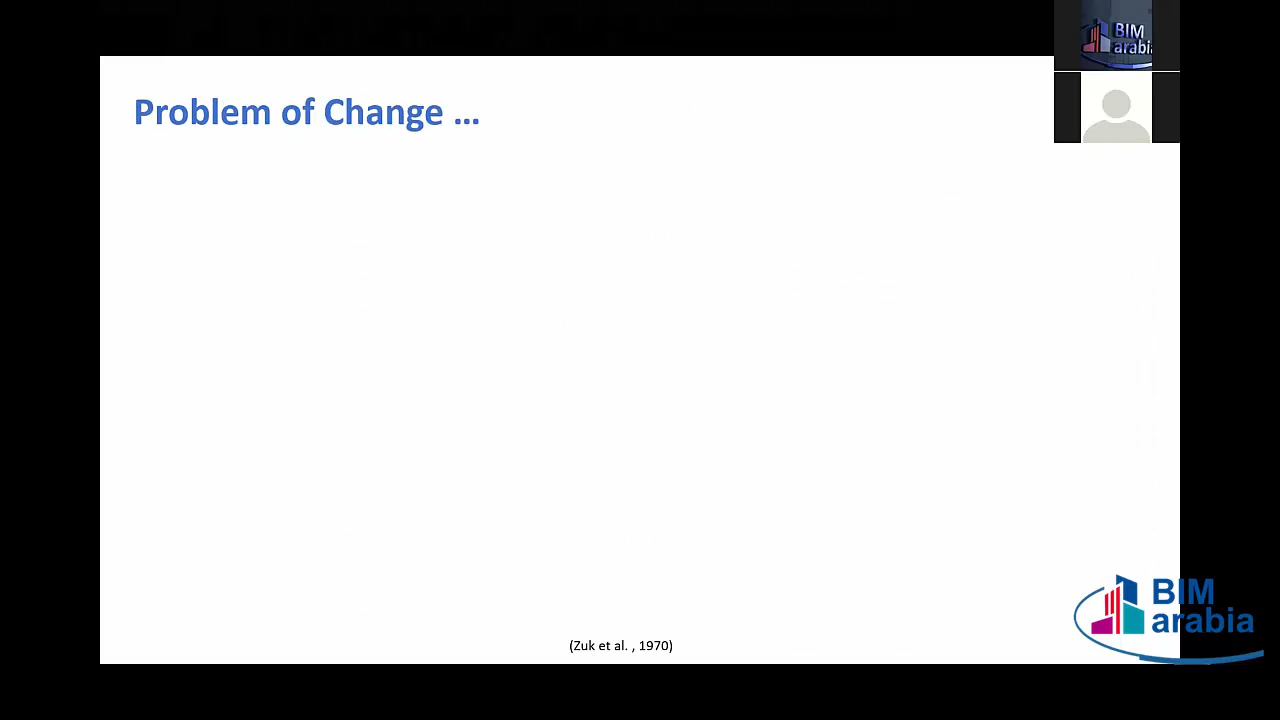 BIM
arabia
Problem of Change ...
BIM
arabia
(Zuk et al. , 1970)